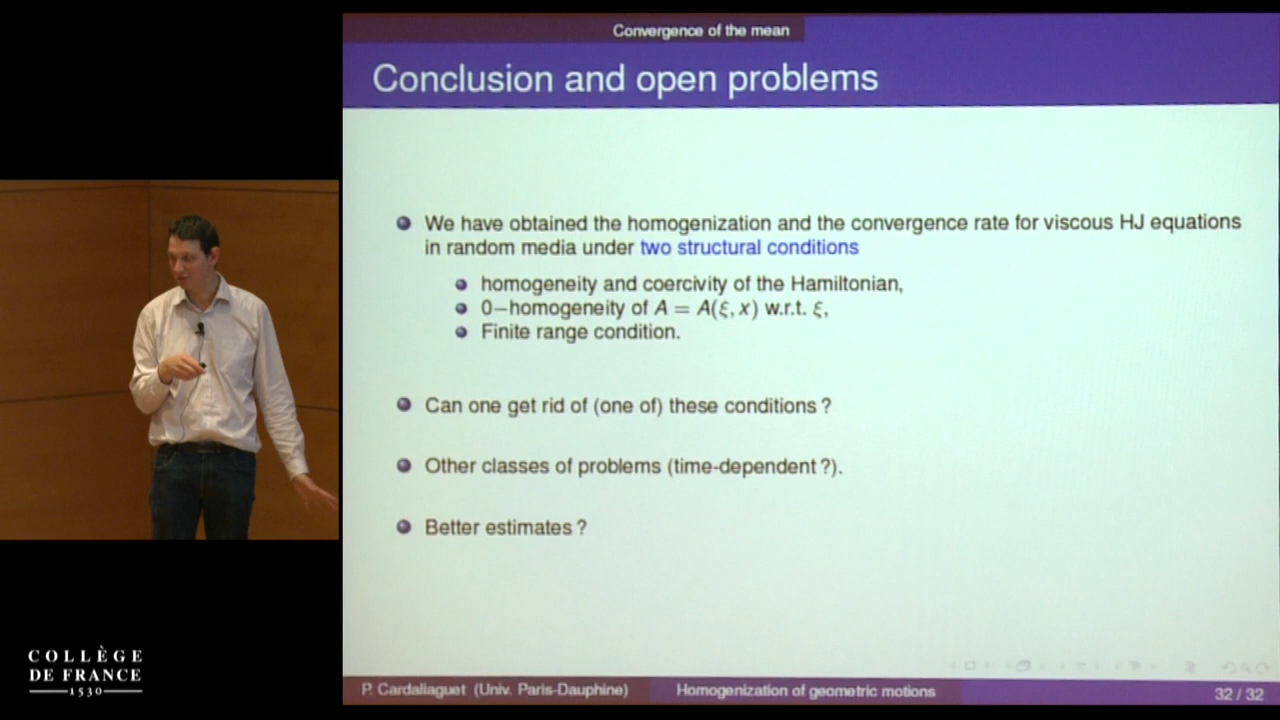 Convergence of the mean
Conclusion and open problems
We have obtained the homogenization and the convergence rate for viscous HJ equations
in random media under two structural conditions
homogeneity and coercivity of the Hamiltonian,
0−homogeneity of A = A(ξ, x) w.r.t. ξ,
Finite range condition.
Can one get rid of (one of) these conditions ?
Other classes of problems (time-dependent ?).
Better estimates ?
P. Cardaliaguet (Univ. Paris-Dauphine)
Homogenization of geometric motions
32 / 32
COLLÈGE
DE FRANCE
1530